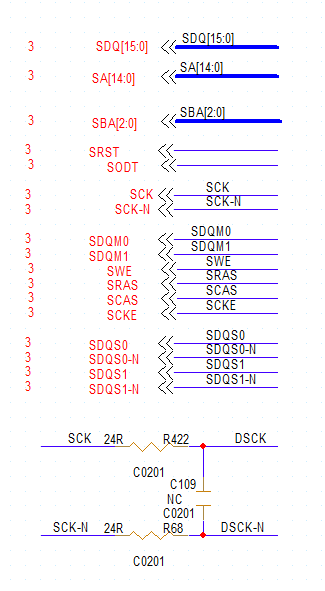 3 SDQ[15:0] SDQ[15:0]
3 SA[14:0] SA[14:0]
3 SBA[2:0] SBA[2:0]
3 SRST
3 SODT
3 SCK SCK
3 SCK-N SCK-N
3 SDQM0 SDQM0
3 SDQM1 SDQM1
3 SWE SWE
3 SRAS SRAS
3 SCAS SCAS
3 SCKE SCKE
3 SDQS0 SDQS0
3 SDQS0-N SDQS0-N
3 SDQS1 SDQS1
3 SDQS1-N SDQS1-N
SCK 24R R422 DSCK
C0201 C109
NC
C0201
SCK-N 24R R68 DSCK-N
C0201